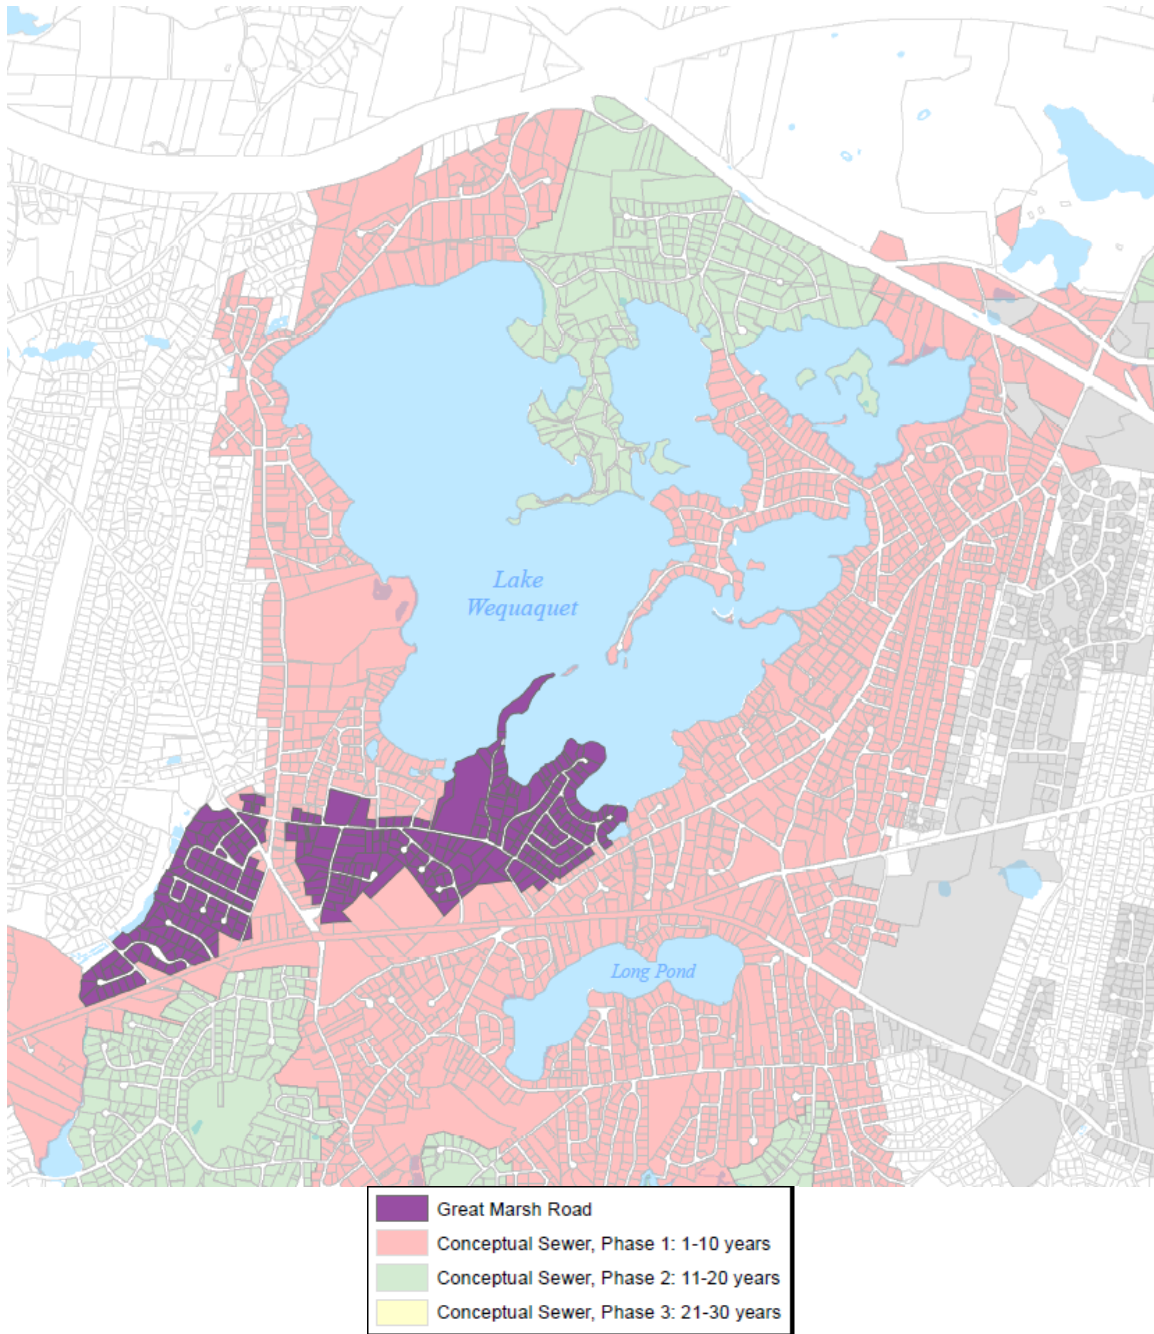 Lake
Wequaquet
Long Pond
Great Marsh Road
Conceptual Sewer, Phase 1: 1-10 years
Conceptual Sewer, Phase 2: 11-20 years
Conceptual Sewer, Phase 3: 21-30 years